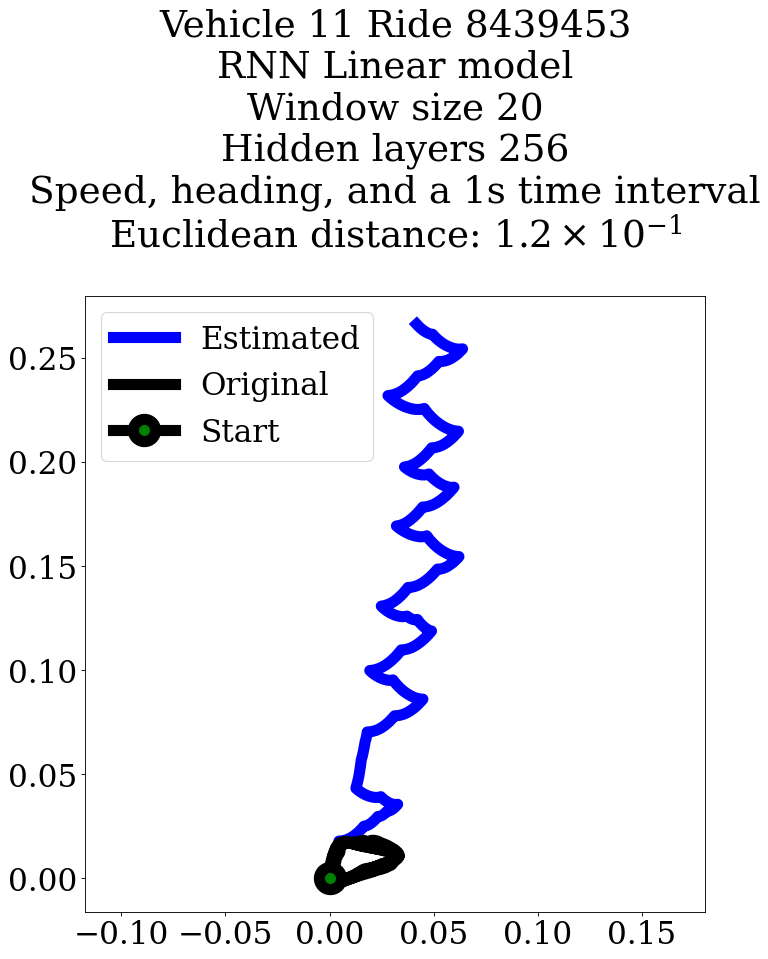 Vehicle 11 Ride 8439453
RNN Linear model
Window size 20
Hidden layers 256
Speed, heading, and a 1s time interval
Euclidean distance: 1.2 × 10⁻¹
Estimated
Original
Start
0.25
0.20
0.15
0.10
0.05
0.00
−0.10 −0.05 0.00 0.05 0.10 0.15